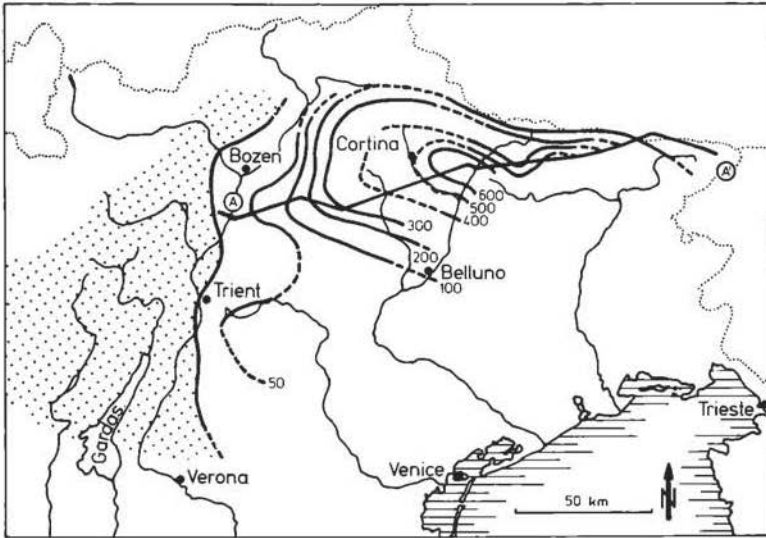 Bozen
Cortina
A'
A
600
500
400
300
200
Belluno
100
Trient
50
Gardas.
Trieste
Verona
Venice
50 km
N